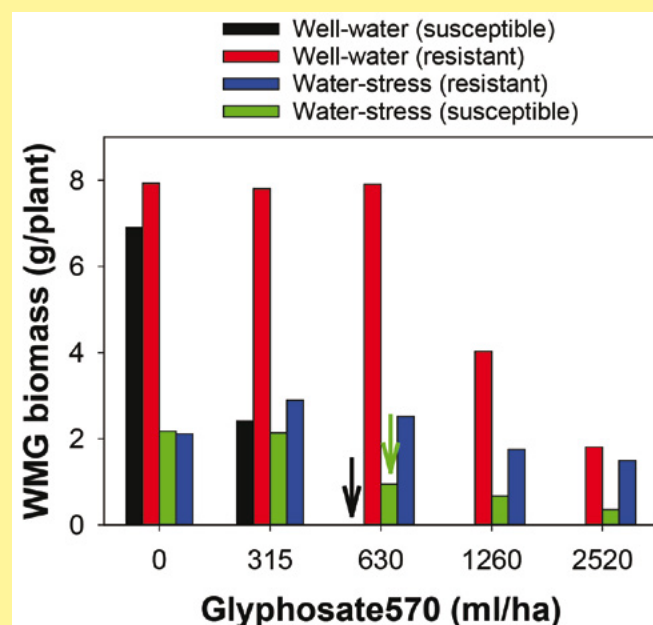 Well-water (susceptible)
Well-water (resistant)
Water-stress (resistant)
Water-stress (susceptible)
WMG biomass (g/plant)
8
6
4
2
0
0 315 630 1260 2520
Glyphosate570 (ml/ha)